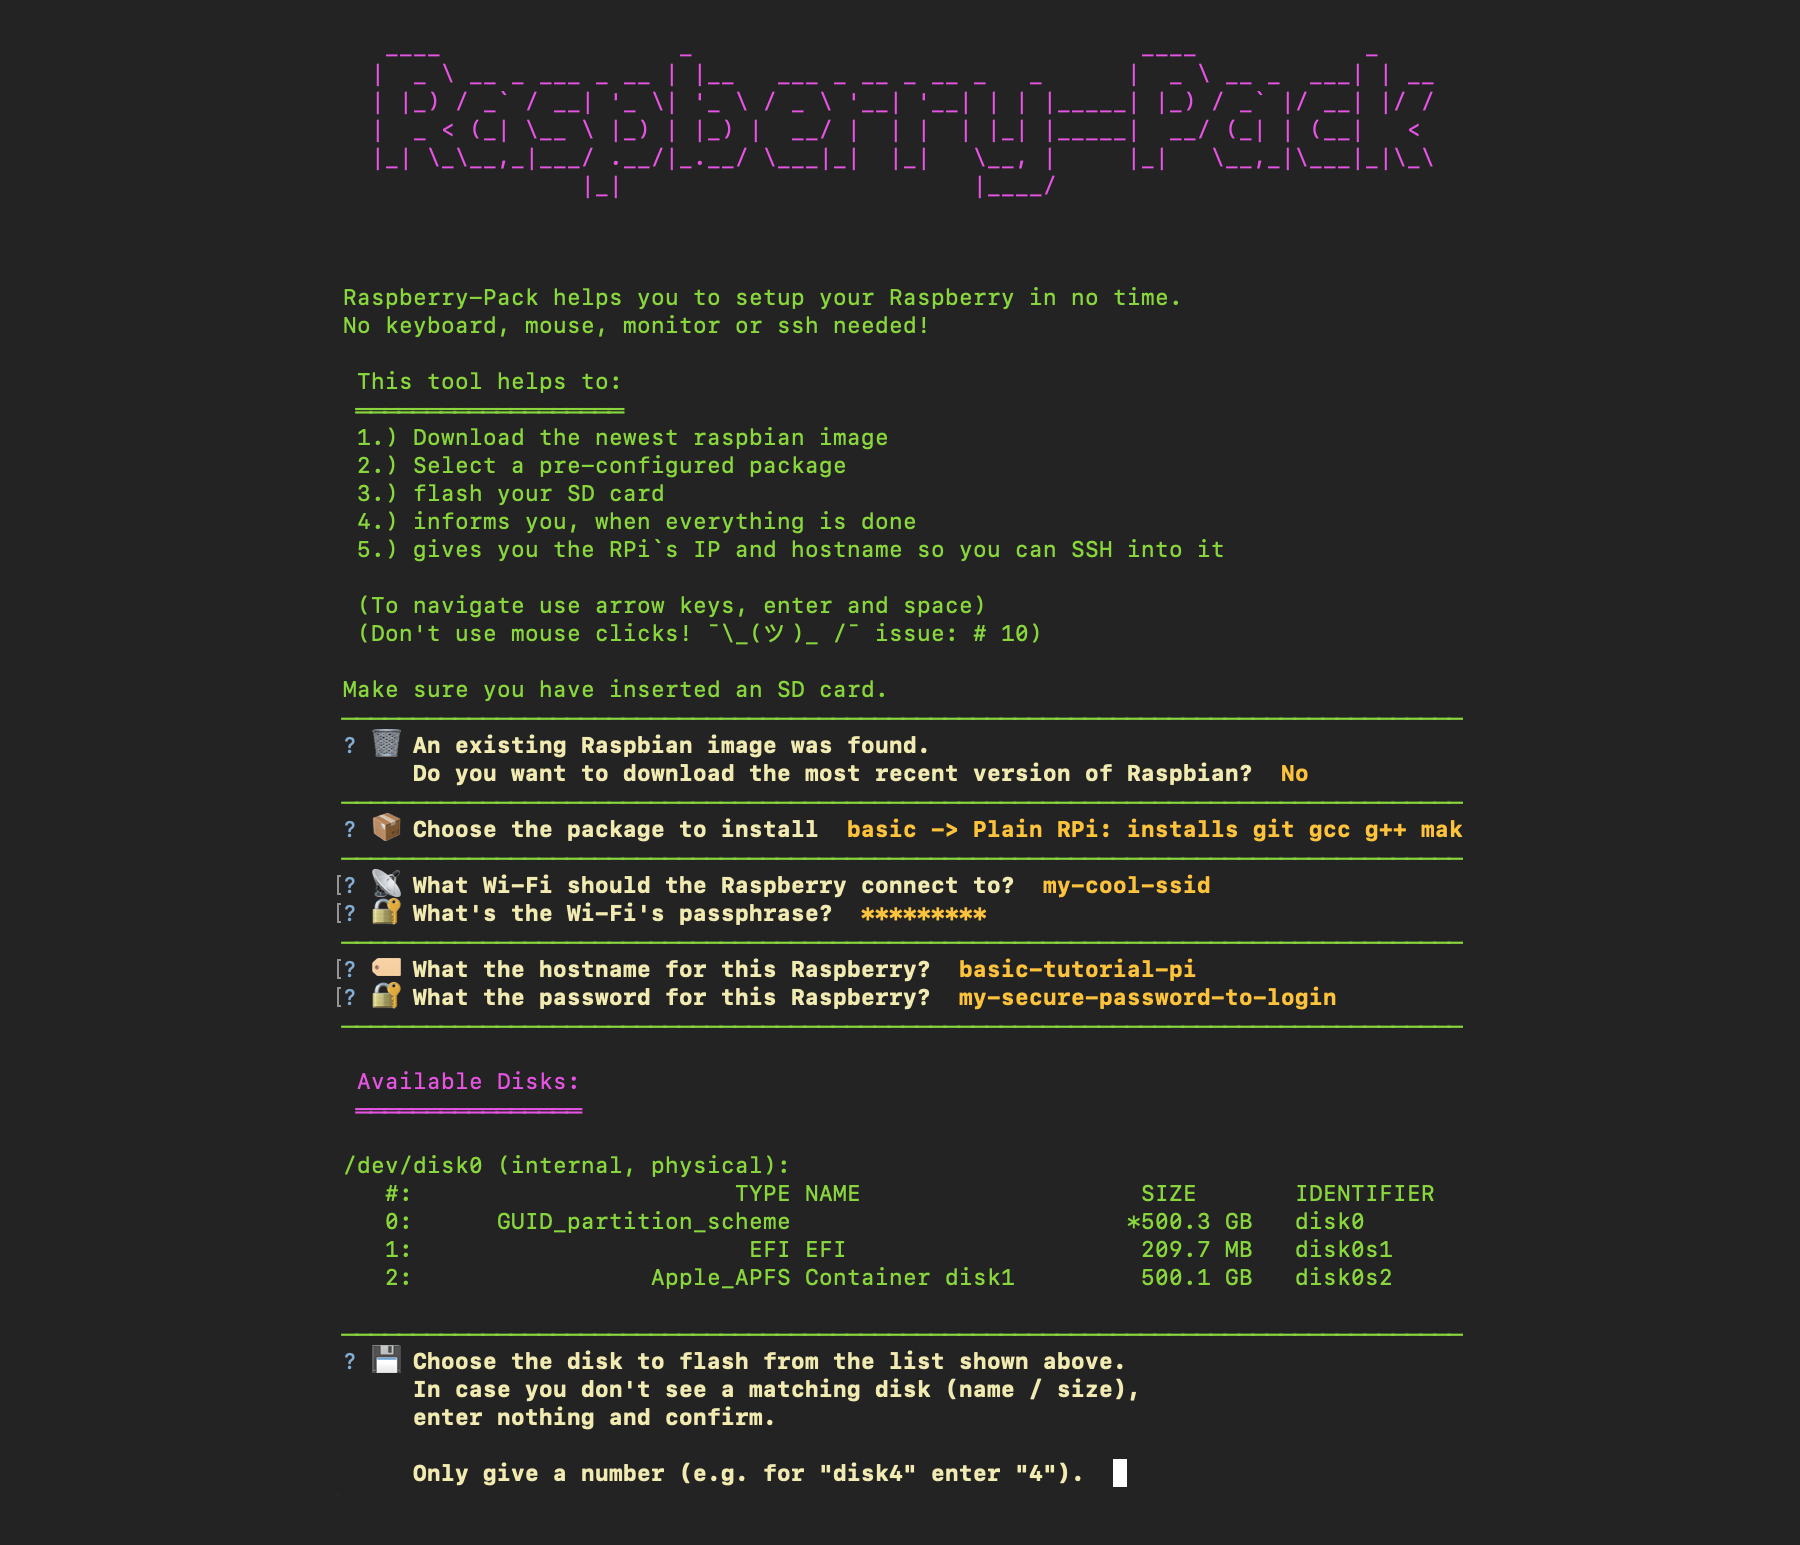 Raspberry-Pack
Raspberry-Pack helps you to setup your Raspberry in no time.
No keyboard, mouse, monitor or ssh needed!
This tool helps to:
1.) Download the newest raspbian image
2.) Select a pre-configured package
3.) flash your SD card
4.) informs you, when everything is done
5.) gives you the RPi`s IP and hostname so you can SSH into it
(To navigate use arrow keys, enter and space)
(Don't use mouse clicks! ¯\_(ツ)_ /¯ issue: # 10)
Make sure you have inserted an SD card.
? 🗑️ An existing Raspbian image was found.
Do you want to download the most recent version of Raspbian? No
? 📦 Choose the package to install basic -> Plain RPi: installs git gcc g++ mak
[? 📡 What Wi-Fi should the Raspberry connect to? my-cool-ssid
[? 🔐 What's the Wi-Fi's passphrase? *********
[? 🏷️ What the hostname for this Raspberry? basic-tutorial-pi
[? 🔐 What the password for this Raspberry? my-secure-password-to-login
Available Disks:
/dev/disk0 (internal, physical):
#: TYPE NAME SIZE IDENTIFIER
0: GUID_partition_scheme *500.3 GB disk0
1: EFI EFI 209.7 MB disk0s1
2: Apple_APFS Container disk1 500.1 GB disk0s2
? 💾 Choose the disk to flash from the list shown above.
In case you don't see a matching disk (name / size),
enter nothing and confirm.
Only give a number (e.g. for "disk4" enter "4").